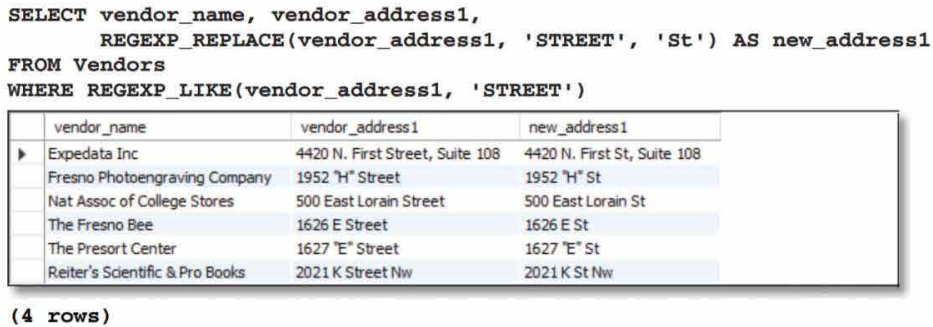 SELECT vendor_name, vendor_address1,
REGEXP_REPLACE(vendor_address1, 'STREET', 'St') AS new_address1
FROM Vendors
WHERE REGEXP_LIKE(vendor_address1, 'STREET')
vendor_name vendor_address1 new_address1
Expedata Inc 4420 N. First Street, Suite 108 4420 N. First St, Suite 108
Fresno Photoengraving Company 1952 "H" Street 1952 "H" St
Nat Assoc of College Stores 500 East Lorain Street 500 East Lorain St
The Fresno Bee 1626 E Street 1626 E St
The Presort Center 1627 "E" Street 1627 "E" St
Reiter's Scientific & Pro Books 2021 K Street Nw 2021 K St Nw
(4 rows)